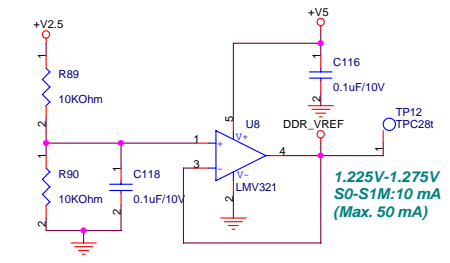 +V5
+V2.5
1
1
R89
10KOhm
2
C116
0.1uF/10V
2
5
U8
V+
DDR_VREF
TP12
TPC28t
1
1
+
4
1
1
R90
10KOhm
2
C118
0.1uF/10V
2
3
-
V-
LMV321
2
1.225V-1.275V
S0-S1M:10 mA
(Max. 50 mA)